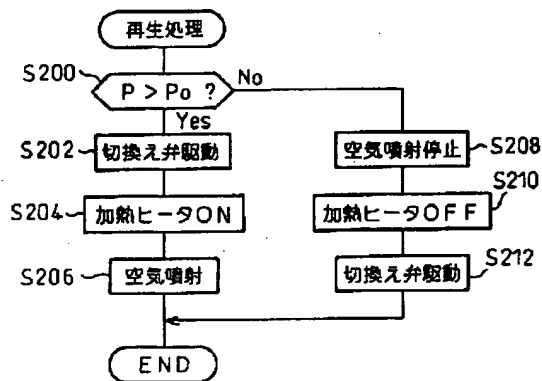 再生処理
S200
P > Po ?
No
Yes
S202
切換え弁駆動
空気噴射停止
S208
S204
加熱ヒータON
加熱ヒータOFF
S210
S206
空気噴射
切換え弁駆動
S212
END